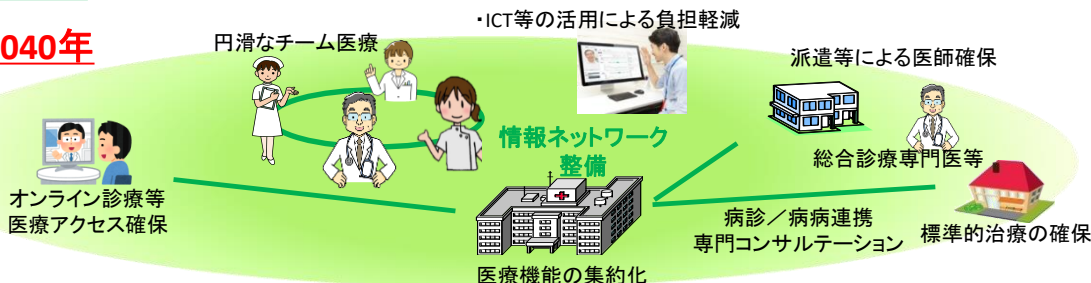 ・ICT等の活用による負担軽減
040年
円滑なチーム医療
派遣等による医師確保
情報ネットワーク
整備
総合診療専門医等
オンライン診療等
医療アクセス確保
病診／病病連携
専門コンサルテーション
標準的治療の確保
医療機能の集約化